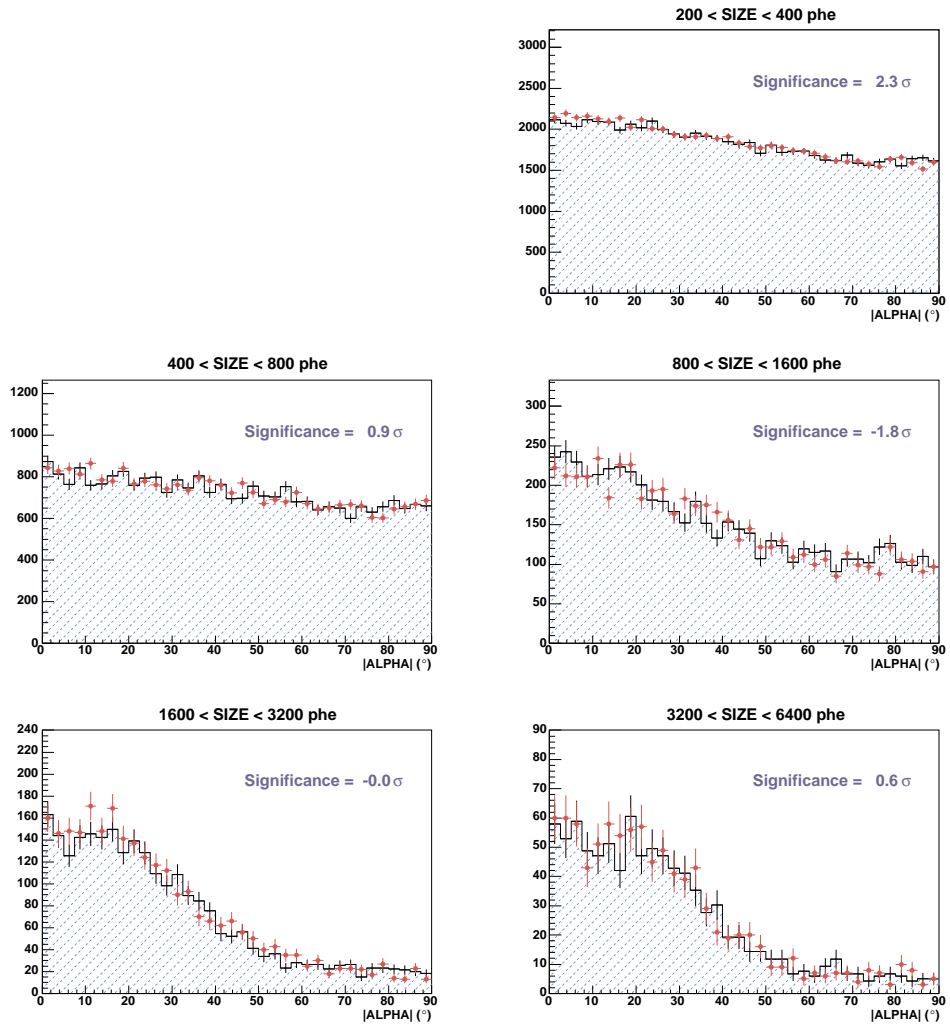 200 < SIZE < 400 phe
3000
2500
2000
1500
1000
500
0
Significance = 2.3 σ
0 10 20 30 40 50 60 70 80 90
|ALPHA| (°)
400 < SIZE < 800 phe
1200
1000
800
600
400
200
0
Significance = 0.9 σ
0 10 20 30 40 50 60 70 80 90
|ALPHA| (°)
800 < SIZE < 1600 phe
300
250
200
150
100
50
0
Significance = -1.8 σ
0 10 20 30 40 50 60 70 80 90
|ALPHA| (°)
1600 < SIZE < 3200 phe
240
220
200
180
160
140
120
100
80
60
40
20
0
Significance = -0.0 σ
0 10 20 30 40 50 60 70 80 90
|ALPHA| (°)
3200 < SIZE < 6400 phe
90
80
70
60
50
40
30
20
10
0
Significance = 0.6 σ
0 10 20 30 40 50 60 70 80 90
|ALPHA| (°)